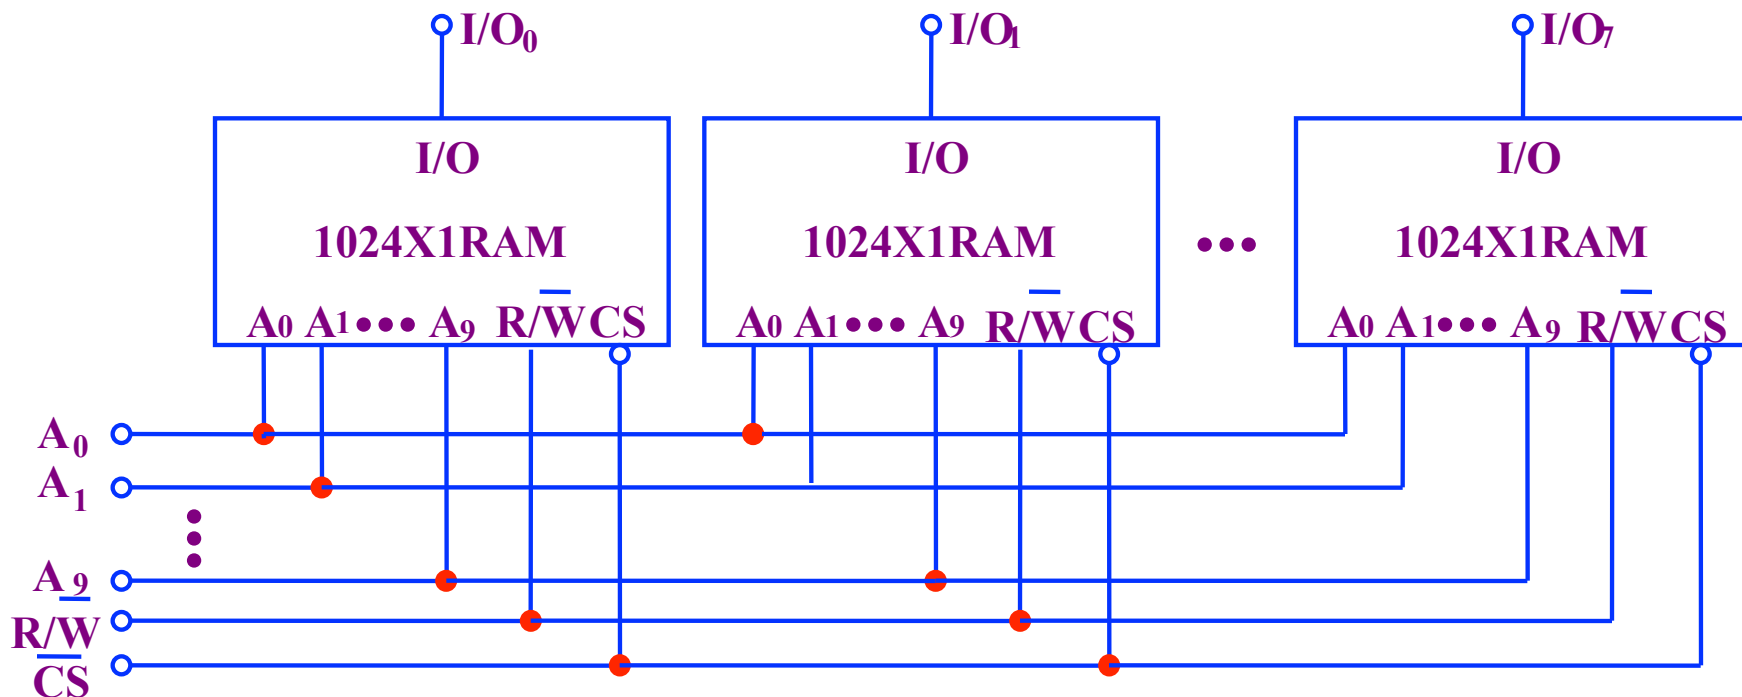 I/O₀ I/O₁ I/O₇
I/O I/O I/O
1024X1RAM 1024X1RAM ••• 1024X1RAM
A₀ A₁ ••• A₉ R/W̅ CS A₀ A₁ ••• A₉ R/W̅ CS A₀ A₁ ••• A₉ R/W̅ CS
A₀
A₁
A₉
R/W̅
C̅S̅